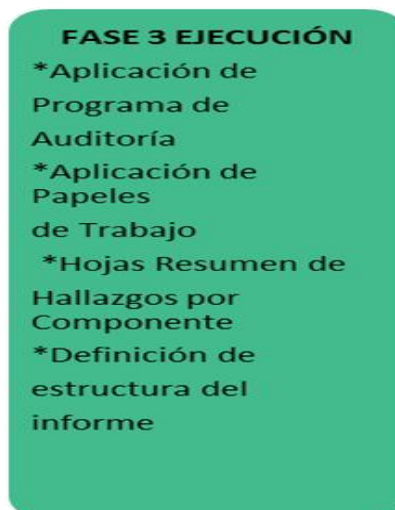 FASE 3 EJECUCIÓN
*Aplicación de
Programa de
Auditoría
*Aplicación de
Papeles
de Trabajo
*Hojas Resumen de
Hallazgos por
Componente
*Definición de
estructura del
informe